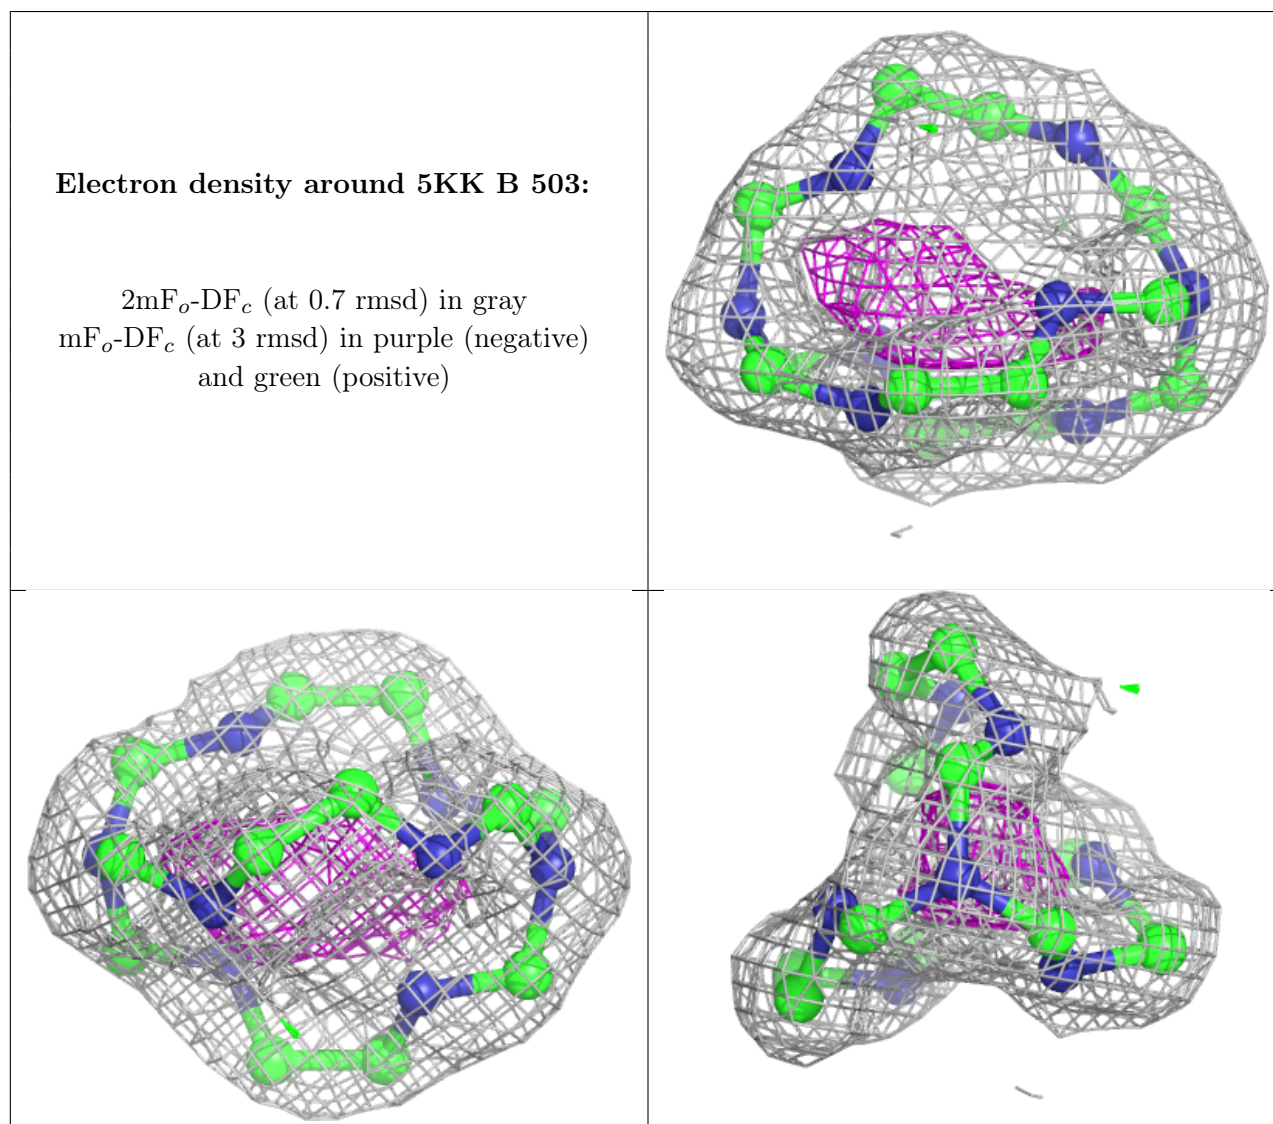 Electron density around 5KK B 503:
2mFₒ-DF𝒸 (at 0.7 rmsd) in gray
mFₒ-DF𝒸 (at 3 rmsd) in purple (negative)
and green (positive)